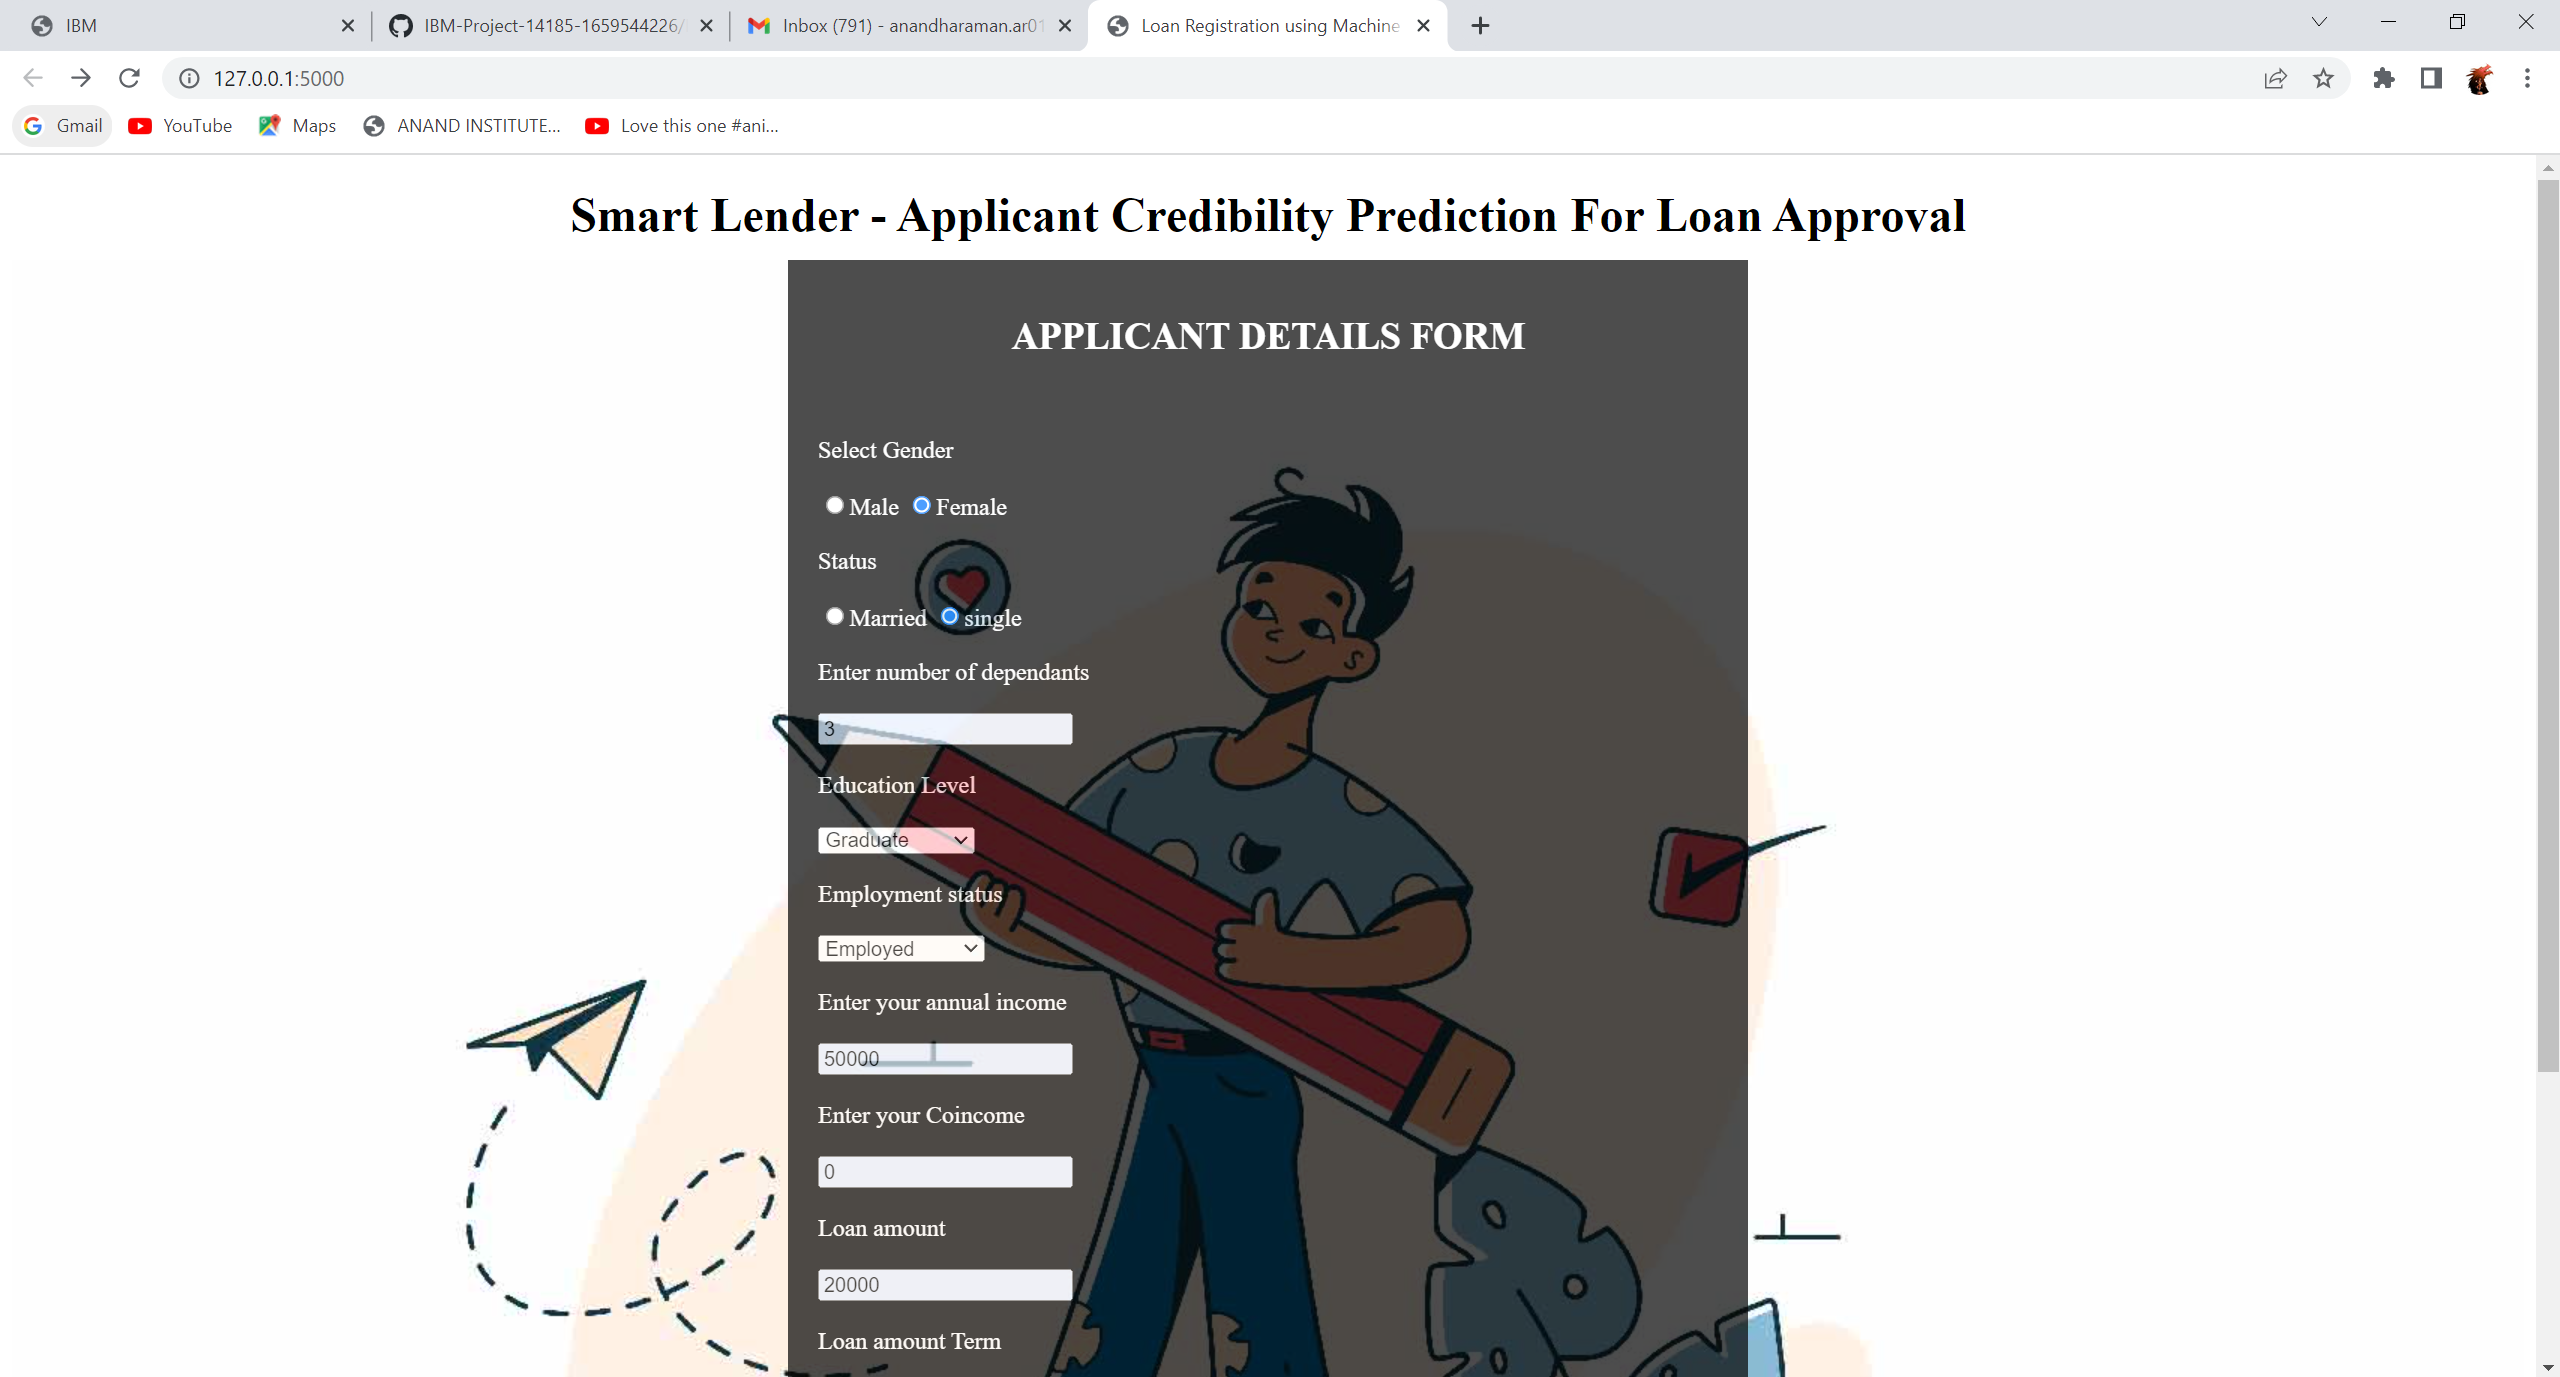 IBM
IBM-Project-14185-1659544226/
Inbox (791) - anandharaman.ar01
Loan Registration using Machine
127.0.0.1:5000
Gmail
YouTube
Maps
ANAND INSTITUTE...
Love this one #ani...
Smart Lender - Applicant Credibility Prediction For Loan Approval
APPLICANT DETAILS FORM
Select Gender
Male Female
Status
Married single
Enter number of dependants
3
Education Level
Graduate
Employment status
Employed
Enter your annual income
50000
Enter your Coincome
0
Loan amount
20000
Loan amount Term